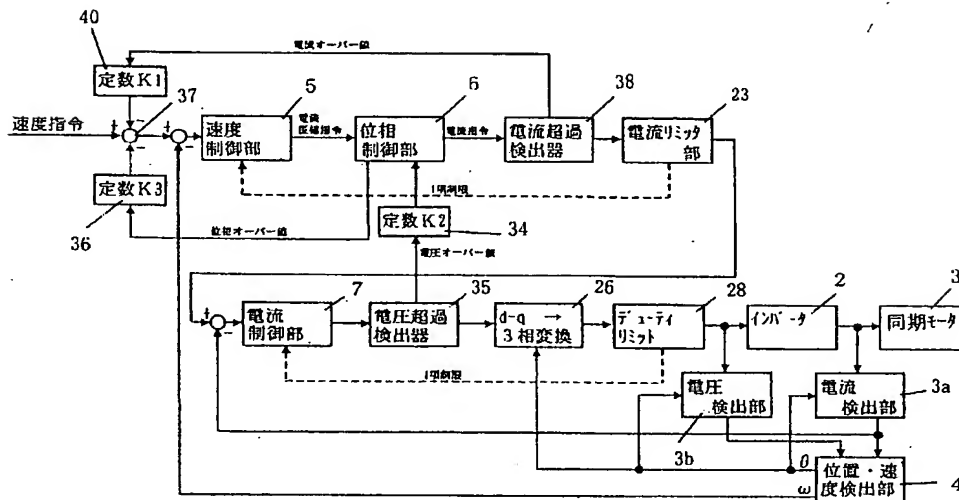 40
電流オーバー値
定数K1
37
5
6
38
23
速度指令
速度
制御部
電流
位相
制御部
電流指令
電流超過
検出器
電流リミッタ
部
定数K3
36
I項制限
定数K2
34
位相オーバー値
電圧オーバー値
7
35
26
28
2
3
電流
制御部
電圧超過
検出器
d-q →
3相変換
デューティ
リミット
インバータ
同期モータ
I項制限
電圧
検出部
3b
電流
検出部
3a
θ
ω
位置・速
度検出部
4